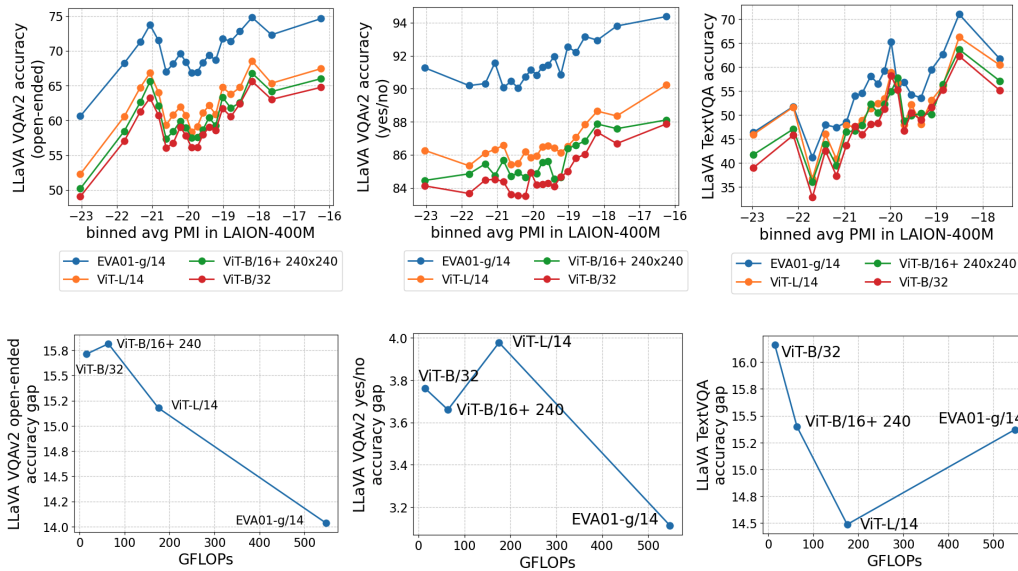 LLaVA VQAv2 accuracy
(open-ended)
75
70
65
60
55
50
−23 −22 −21 −20 −19 −18 −17 −16
binned avg PMI in LAION-400M
EVA01-g/14 ViT-B/16+ 240x240
ViT-L/14 ViT-B/32
LLaVA VQAv2 accuracy
(yes/no)
94
92
90
88
86
84
−23 −22 −21 −20 −19 −18 −17 −16
binned avg PMI in LAION-400M
EVA01-g/14 ViT-B/16+ 240x240
ViT-L/14 ViT-B/32
LLaVA TextVQA accuracy
70
65
60
55
50
45
40
35
−23 −22 −21 −20 −19 −18
binned avg PMI in LAION-400M
EVA01-g/14 ViT-B/16+ 240x240
ViT-L/14 ViT-B/32
LLaVA VQAv2 open-ended
accuracy gap
15.8
15.5
15.2
15.0
14.8
14.5
14.2
14.0
ViT-B/16+ 240
ViT-B/32
ViT-L/14
EVA01-g/14
0 100 200 300 400 500
GFLOPs
LLaVA VQAv2 yes/no
accuracy gap
4.0
3.8
3.6
3.4
3.2
ViT-L/14
ViT-B/32
ViT-B/16+ 240
EVA01-g/14
0 100 200 300 400 500
GFLOPs
LLaVA TextVQA
accuracy gap
16.0
15.8
15.5
15.2
15.0
14.8
14.5
ViT-B/32
ViT-B/16+ 240
EVA01-g/14
ViT-L/14
0 100 200 300 400 500
GFLOPs